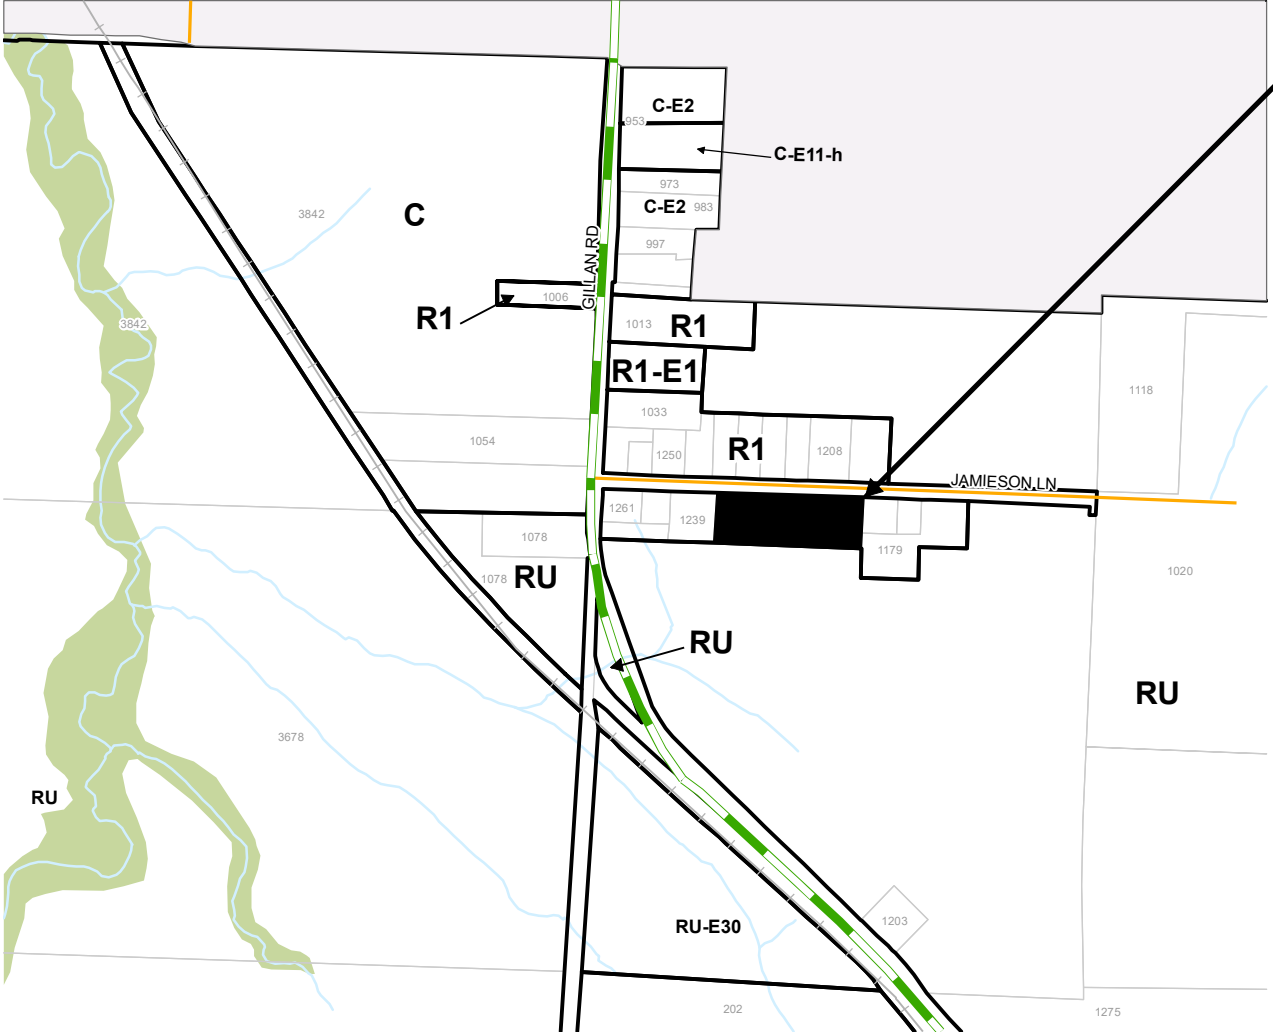 C-E2
953
C-E11-h
973
C-E2
983
3842
C
GILLAN RD
997
1006
R1
1013
R1
3842
R1-E1
1118
1033
1054
1250
R1
1208
JAMIESON LN
1261
1239
1078
1179
1078
RU
1020
RU
RU
3678
RU
1203
RU-E30
202
1275